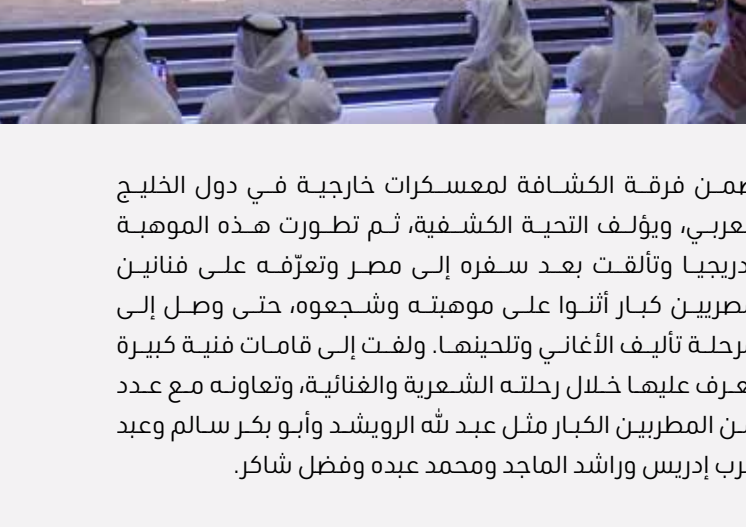 ضمن فرقة الكشافة لمعسكرات خارجية في دول الخليج
لعربي، ويؤلف التحية الكشفية، ثم تطورت هذه الموهبة
دريجيا وتألقت بعد سفره إلى مصر وتعرّفه على فنانين
مصريين كبار أثنوا على موهبته وشجعوه، حتى وصل إلى
مرحلة تأليف الأغاني وتلحينها. ولفت إلى قامات فنية كبيرة
تعرف عليها خلال رحلته الشعرية والغنائية، وتعاونه مع عدد
من المطربين الكبار مثل عبد لله الرويشد وأبو بكر سالم وعبد
لرب إدريس وراشد الماجد ومحمد عبده وفضل شاكر.